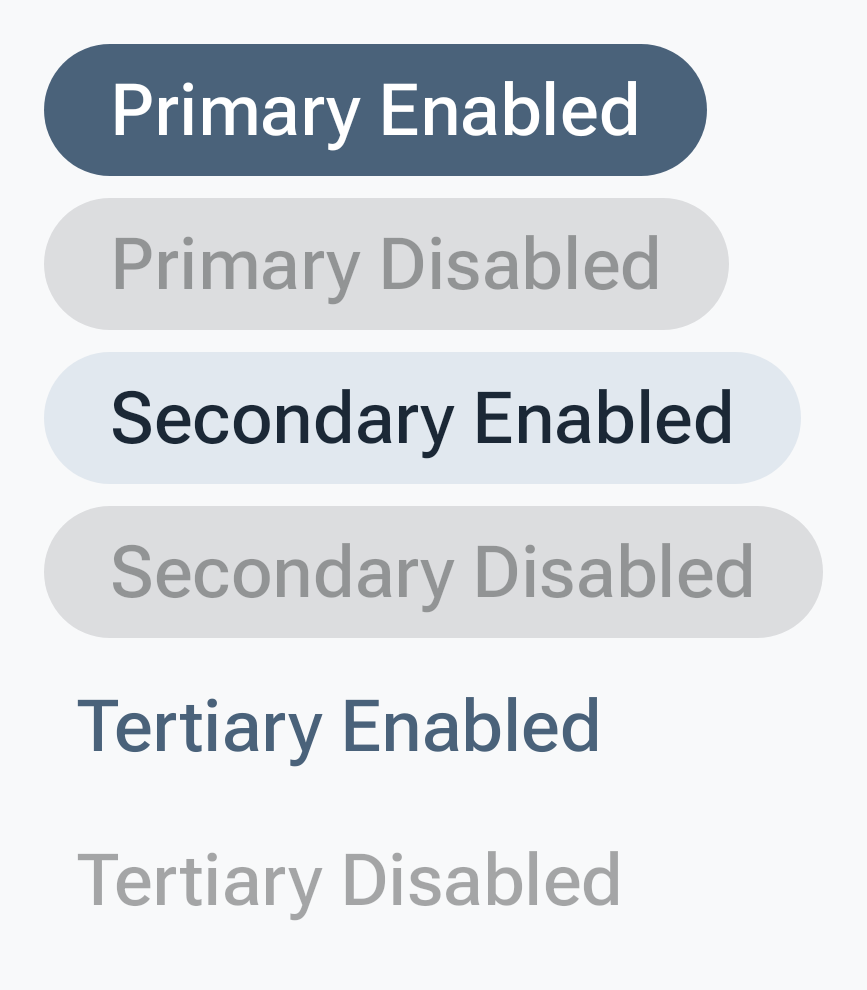 Primary Enabled
Primary Disabled
Secondary Enabled
Secondary Disabled
Tertiary Enabled
Tertiary Disabled